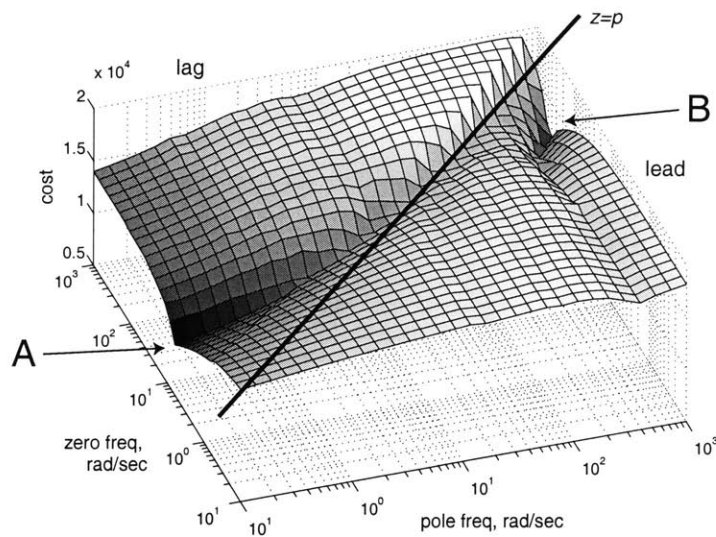 z=p
lag
x 10⁴
2
1.5
1
0.5
cost
B
lead
A
10³
10²
10¹
10⁰
10¹
zero freq,
rad/sec
10¹
10⁰
10¹
10²
10³
pole freq, rad/sec